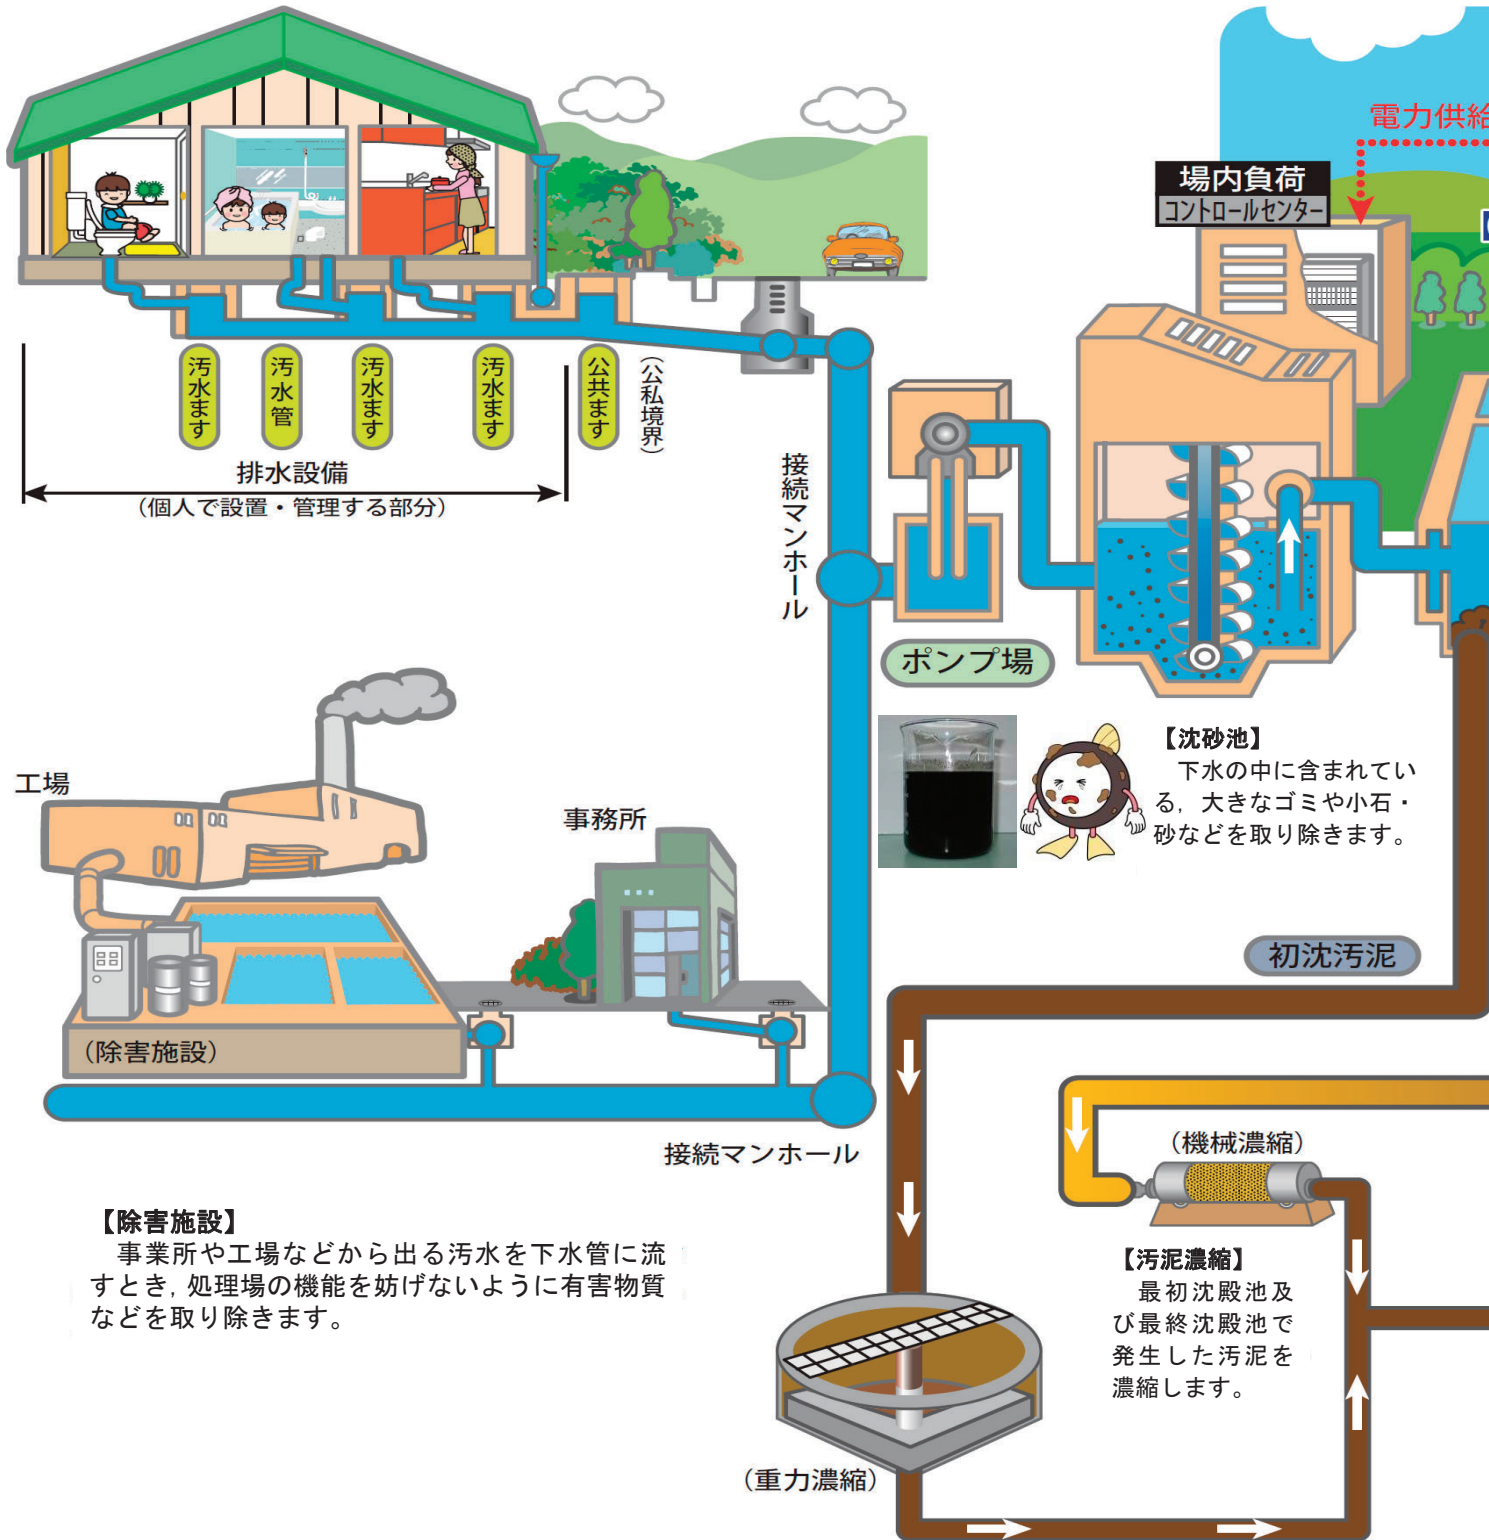 電力供給
場内負荷
コントロールセンター
汚水ます
汚水管
汚水ます
汚水ます
公共ます
（公私境界）
排水設備
（個人で設置・管理する部分）
接続マンホール
ポンプ場
【沈砂池】
下水の中に含まれてい
る，大きなゴミや小石・
砂などを取り除きます。
工場
事務所
（除害施設）
初沈汚泥
接続マンホール
（機械濃縮）
【除害施設】
事業所や工場などから出る汚水を下水管に流
すとき，処理場の機能を妨げないように有害物質
などを取り除きます。
【汚泥濃縮】
最初沈殿池及
び最終沈殿池で
発生した汚泥を
濃縮します。
（重力濃縮）